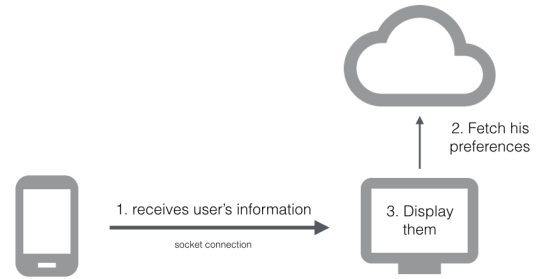 2. Fetch his
preferences
1. receives user's information
socket connection
3. Display
them